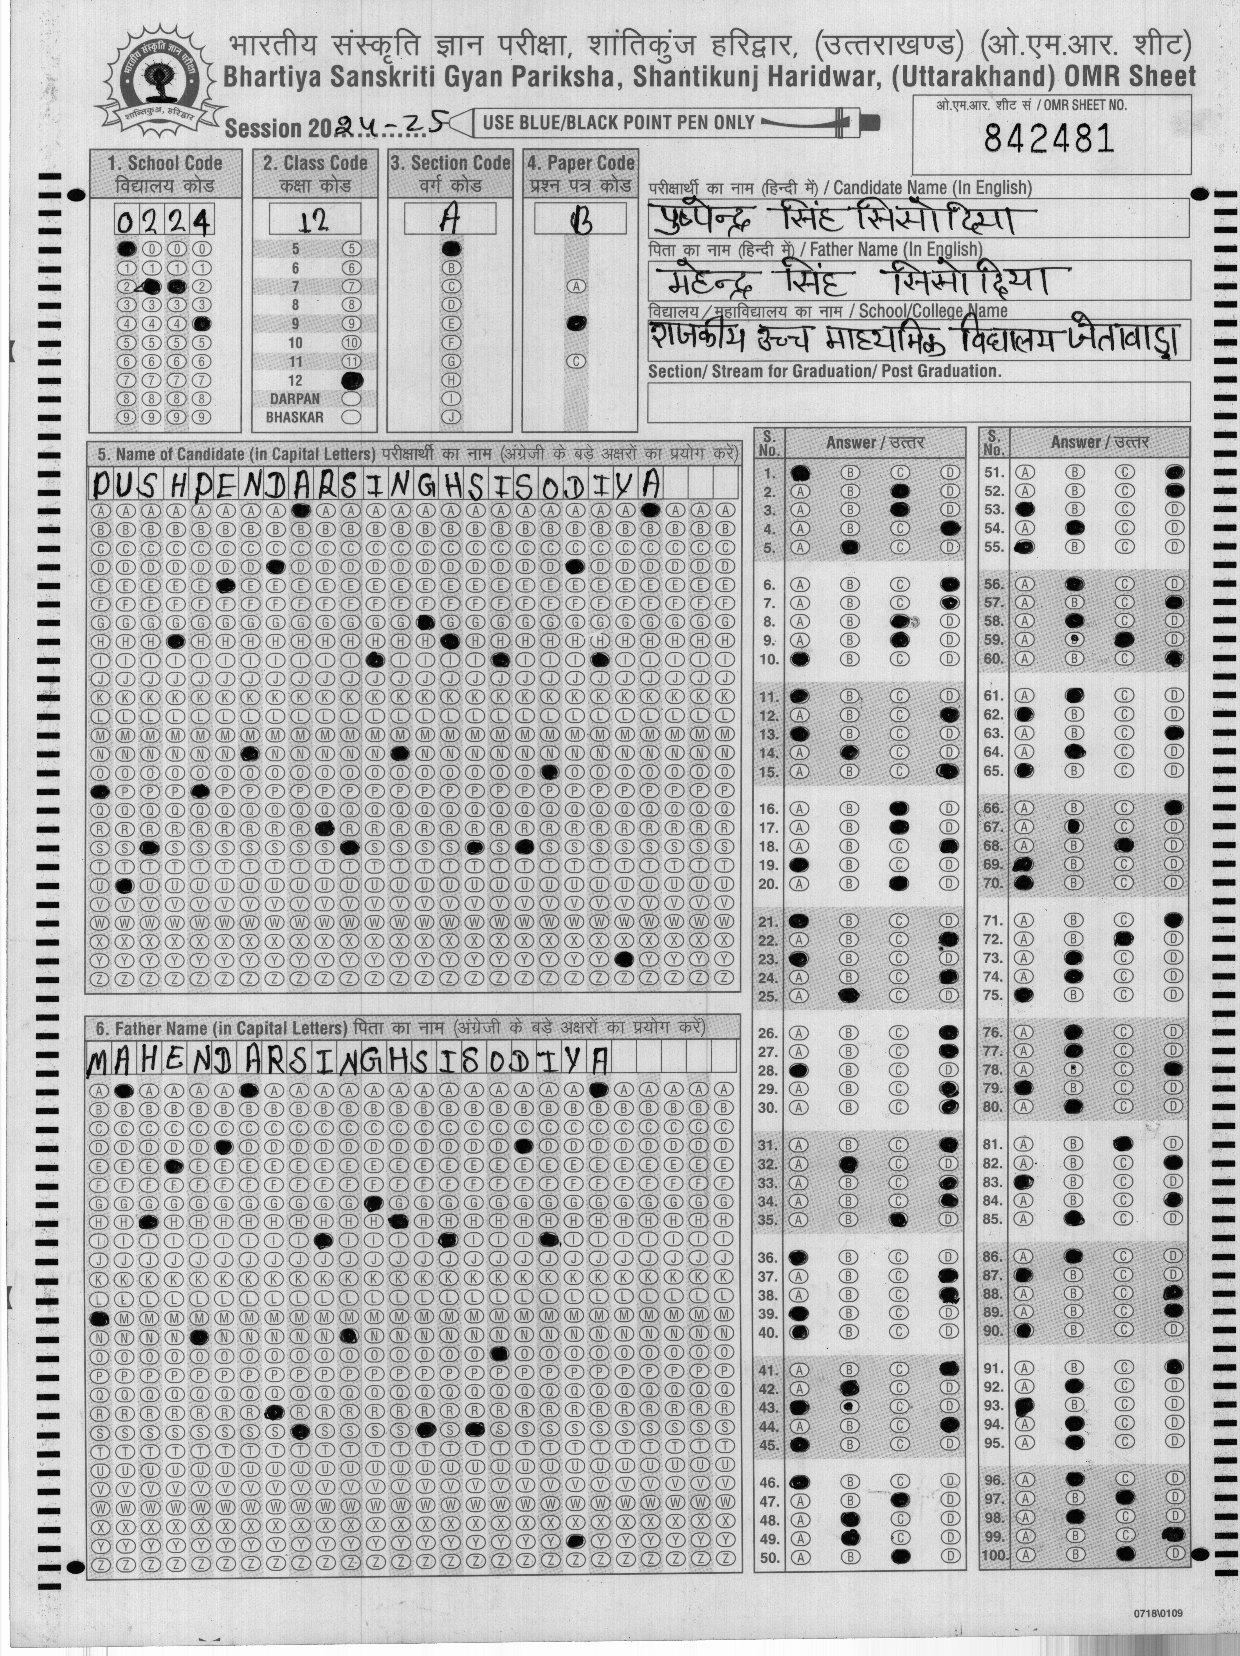 भारतीय संस्कृति ज्ञान परीक्षा, शांतिकुंज हरिद्वार, (उत्तराखण्ड) (ओ.एम.आर. शीट)
Bhartiya Sanskriti Gyan Pariksha, Shantikunj Haridwar, (Uttarakhand) OMR Sheet
Session 2024-25 USE BLUE/BLACK POINT PEN ONLY
ओ.एम.आर. शीट सं / OMR SHEET NO.
842481
1. School Code
विद्यालय कोड
0224
2. Class Code
कक्षा कोड
12
5
6
7
8
9
10
11
12
DARPAN
BHASKAR
3. Section Code
वर्ग कोड
A
4. Paper Code
प्रश्न पत्र कोड
B
परीक्षार्थी का नाम (हिन्दी में) / Candidate Name (In English)
पुष्पेन्द्र सिंह सिसोदिया
पिता का नाम (हिन्दी में) / Father Name (In English)
महेन्द्र सिंह सिसोदिया
विद्यालय / महाविद्यालय का नाम / School/College Name
राजकीय उच्च माध्यमिक विद्यालय जेतावाड़ा
Section/ Stream for Graduation/ Post Graduation.
5. Name of Candidate (in Capital Letters) परीक्षार्थी का नाम (अंग्रेजी के बड़े अक्षरों का प्रयोग करें)
PUSHPENDARSINGHSISODIYA
6. Father Name (in Capital Letters) पिता का नाम (अंग्रेजी के बड़े अक्षरों का प्रयोग करें)
MAHENDARSINGHSISODIYA
S. No. Answer / उत्तर
S. No. Answer / उत्तर
0718\0109